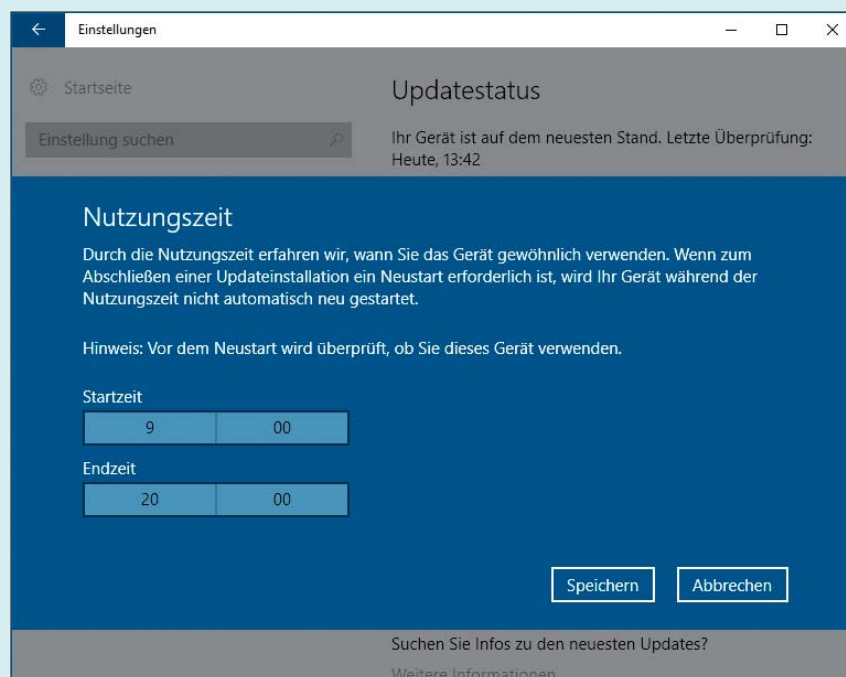 Einstellungen
Startseite
Einstellung suchen
Updatestatus
Ihr Gerät ist auf dem neuesten Stand. Letzte Überprüfung:
Heute, 13:42
Nutzungszeit
Durch die Nutzungszeit erfahren wir, wann Sie das Gerät gewöhnlich verwenden. Wenn zum
Abschließen einer Updateinstallation ein Neustart erforderlich ist, wird Ihr Gerät während der
Nutzungszeit nicht automatisch neu gestartet.
Hinweis: Vor dem Neustart wird überprüft, ob Sie dieses Gerät verwenden.
Startzeit
9 00
Endzeit
20 00
Speichern Abbrechen
Suchen Sie Infos zu den neuesten Updates?
Weitere Informationen